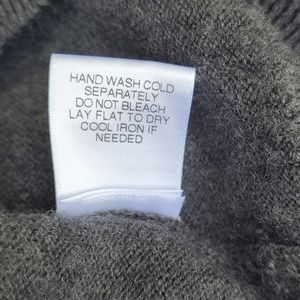 HAND WASH COLD
SEPARATELY
DO NOT BLEACH
LAY FLAT TO DRY
COOL IRON IF
NEEDED